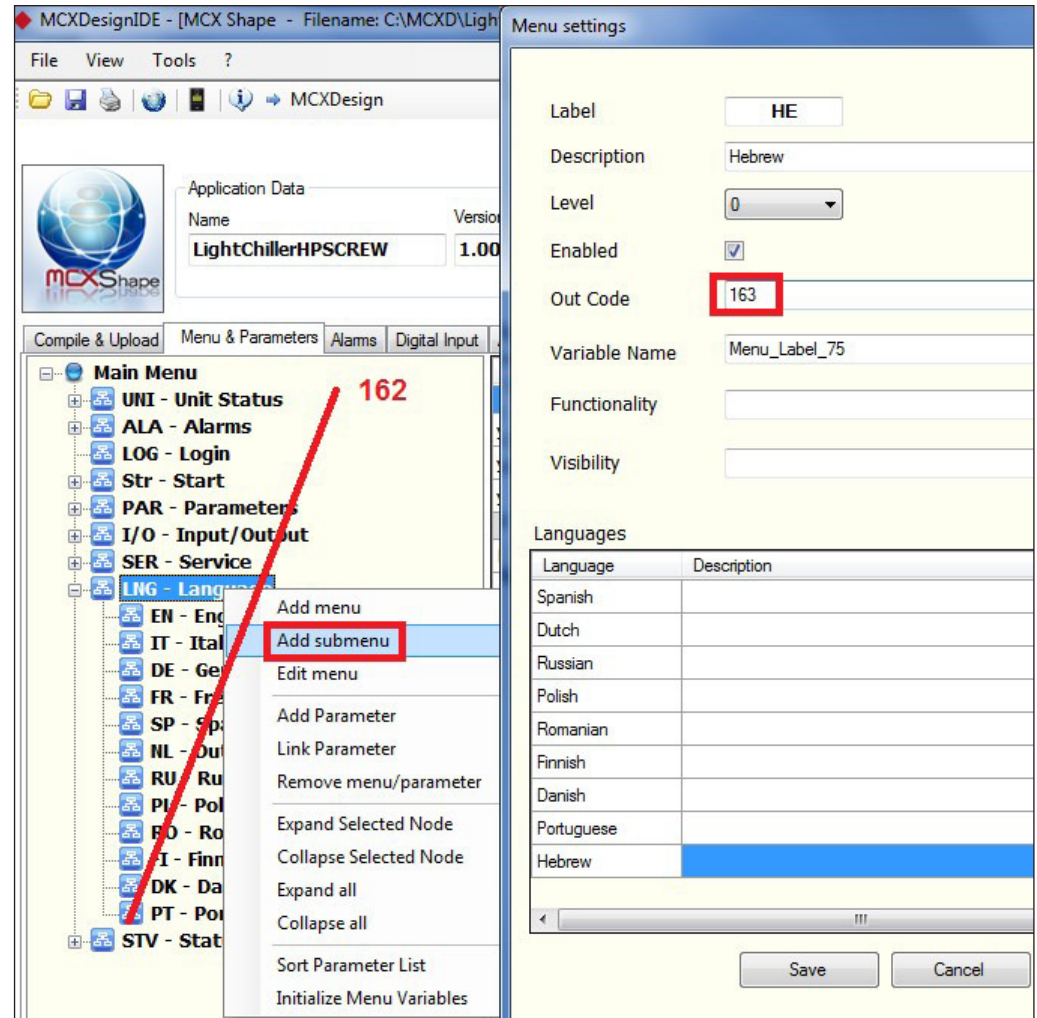 MCXDesignIDE - [MCX Shape - Filename: C:\MCXD\Ligh
File View Tools ?
MCXDesign
MCXShape
Application Data
Name
Version
LightChillerHPSCREW
1.00
Compile & Upload Menu & Parameters Alarms Digital Input
Main Menu
162
UNI - Unit Status
ALA - Alarms
LOG - Login
Str - Start
PAR - Parameters
I/O - Input/Output
SER - Service
LNG - Language
EN - Eng
IT - Ital
DE - Ge
FR - Fre
SP - Spa
NL - Dut
RU - Ru
PL - Pol
RO - Ro
FI - Finn
DK - Da
PT - Por
STV - Stat
Add menu
Add submenu
Edit menu
Add Parameter
Link Parameter
Remove menu/parameter
Expand Selected Node
Collapse Selected Node
Expand all
Collapse all
Sort Parameter List
Initialize Menu Variables
Menu settings
Label HE
Description Hebrew
Level 0
Enabled
Out Code 163
Variable Name Menu_Label_75
Functionality
Visibility
Languages
Language Description
Spanish
Dutch
Russian
Polish
Romanian
Finnish
Danish
Portuguese
Hebrew
Save Cancel